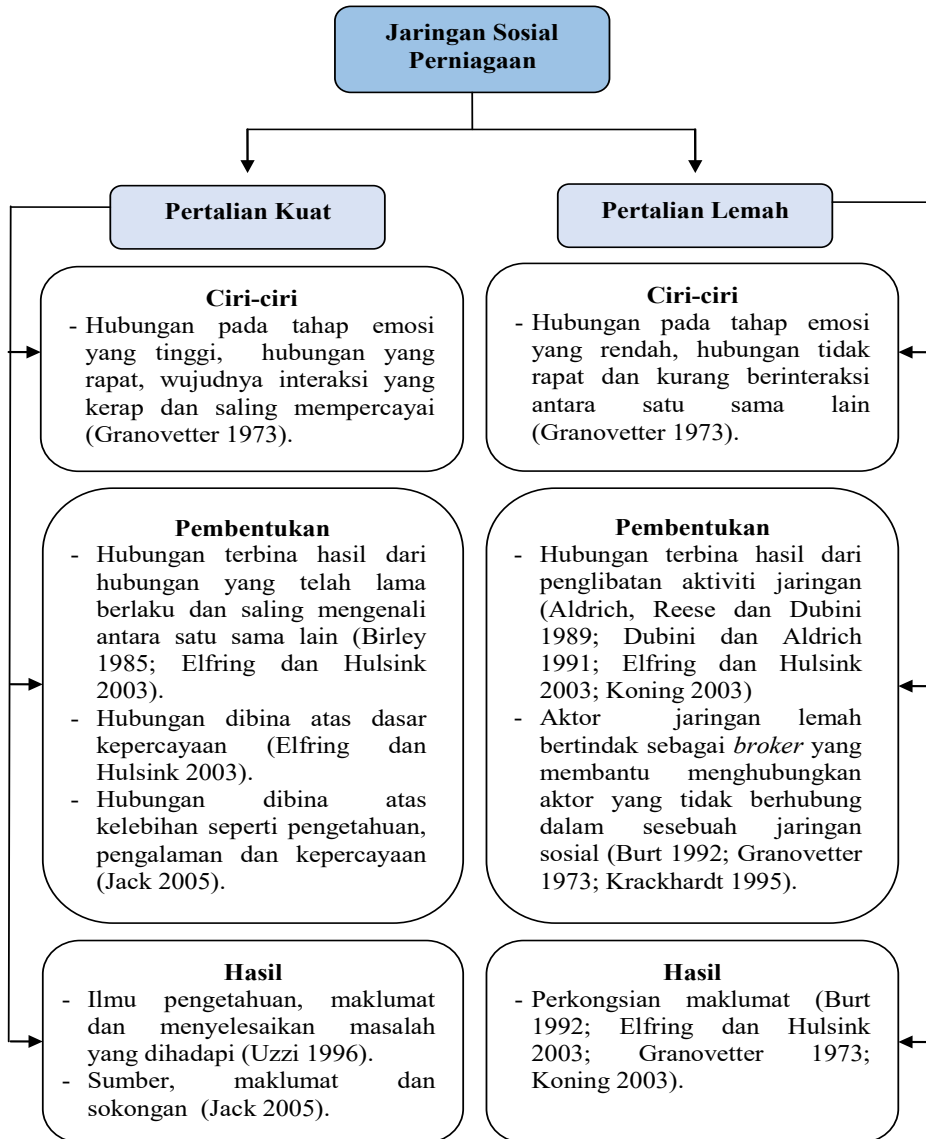 Jaringan Sosial
Perniagaan
Pertalian Kuat
Ciri-ciri
- Hubungan pada tahap emosi
yang tinggi, hubungan yang
rapat, wujudnya interaksi yang
kerap dan saling mempercayai
(Granovetter 1973).
Pembentukan
- Hubungan terbina hasil dari
hubungan yang telah lama
berlaku dan saling mengenali
antara satu sama lain (Birley
1985; Elfring dan Hulsink
2003).
- Hubungan dibina atas dasar
kepercayaan (Elfring dan
Hulsink 2003).
- Hubungan dibina atas
kelebihan seperti pengetahuan,
pengalaman dan kepercayaan
(Jack 2005).
Hasil
- Ilmu pengetahuan, maklumat
dan menyelesaikan masalah
yang dihadapi (Uzzi 1996).
- Sumber, maklumat dan
sokongan (Jack 2005).
Pertalian Lemah
Ciri-ciri
- Hubungan pada tahap emosi
yang rendah, hubungan tidak
rapat dan kurang berinteraksi
antara satu sama lain
(Granovetter 1973).
Pembentukan
- Hubungan terbina hasil dari
penglibatan aktiviti jaringan
(Aldrich, Reese dan Dubini
1989; Dubini dan Aldrich
1991; Elfring dan Hulsink
2003; Koning 2003)
- Aktor jaringan lemah
bertindak sebagai broker yang
membantu menghubungkan
aktor yang tidak berhubung
dalam sesebuah jaringan
sosial (Burt 1992; Granovetter
1973; Krackhardt 1995).
Hasil
- Perkongsian maklumat (Burt
1992; Elfring dan Hulsink
2003; Granovetter 1973;
Koning 2003).